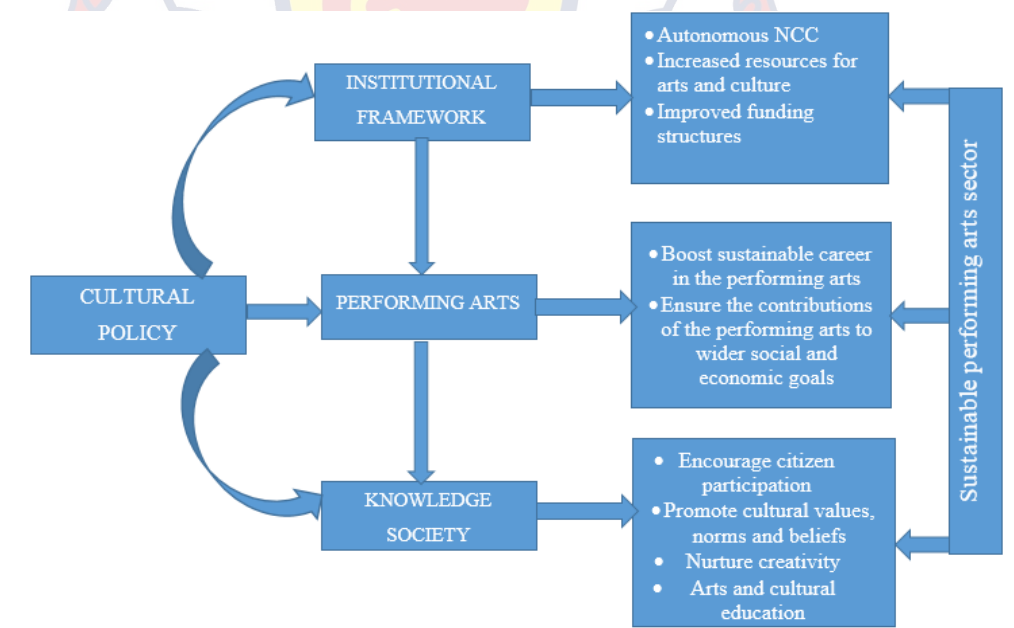 INSTITUTIONAL
FRAMEWORK
• Autonomous NCC
• Increased resources for
arts and culture
• Improved funding
structures
CULTURAL
POLICY
PERFORMING ARTS
• Boost sustainable career
in the performing arts
• Ensure the contributions
of the performing arts to
wider social and
economic goals
KNOWLEDGE
SOCIETY
• Encourage citizen
participation
• Promote cultural values,
norms and beliefs
• Nurture creativity
• Arts and cultural
education
Sustainable performing arts sector